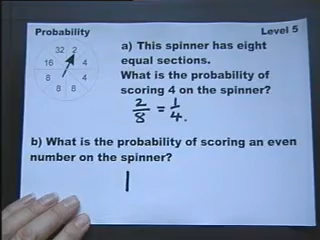 Probability
Level 5
32 2
16 4
8 4
8 8
a) This spinner has eight
equal sections.
What is the probability of
scoring 4 on the spinner?
2/8 = 1/4.
b) What is the probability of scoring an even
number on the spinner?
1